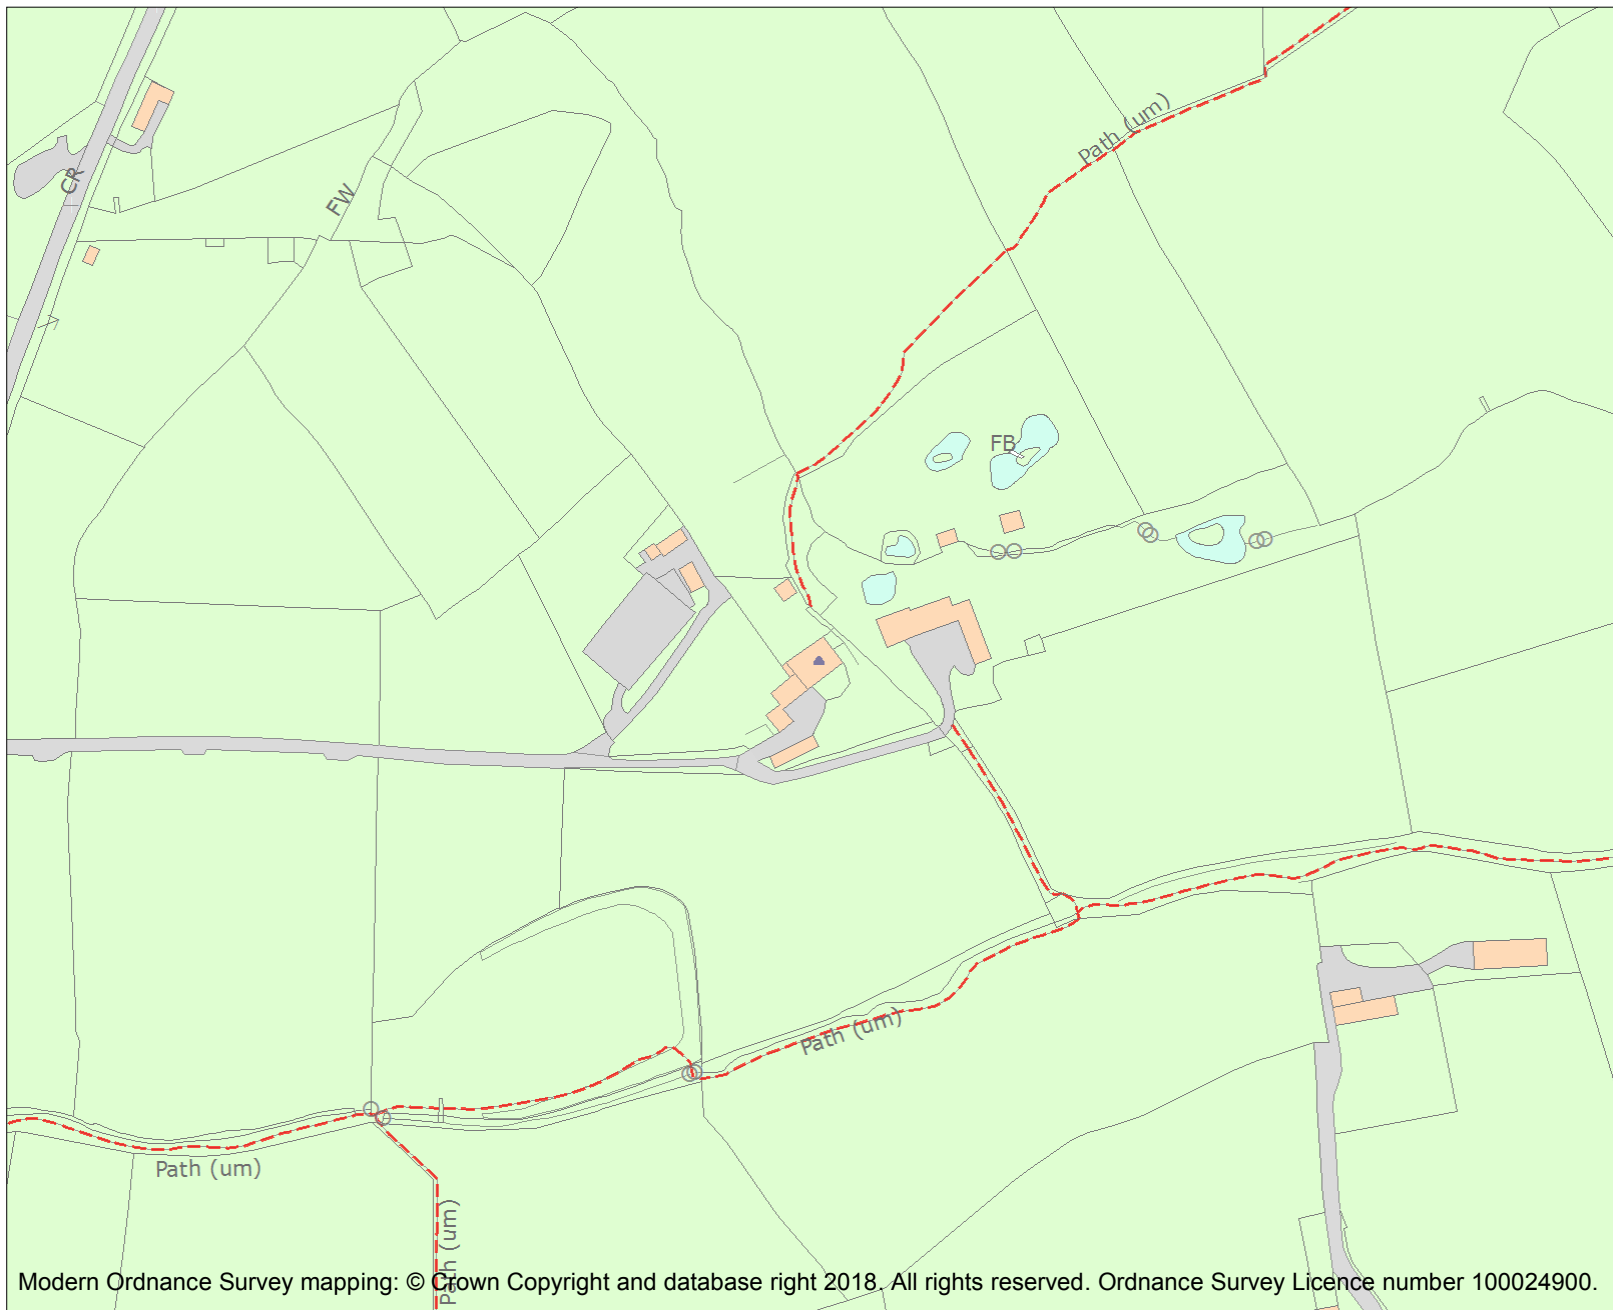 Path (um)
CR
FW
FB
Path (um)
Path (um)
Path (um)
Modern Ordnance Survey mapping: © Crown Copyright and database right 2018. All rights reserved. Ordnance Survey Licence number 100024900.